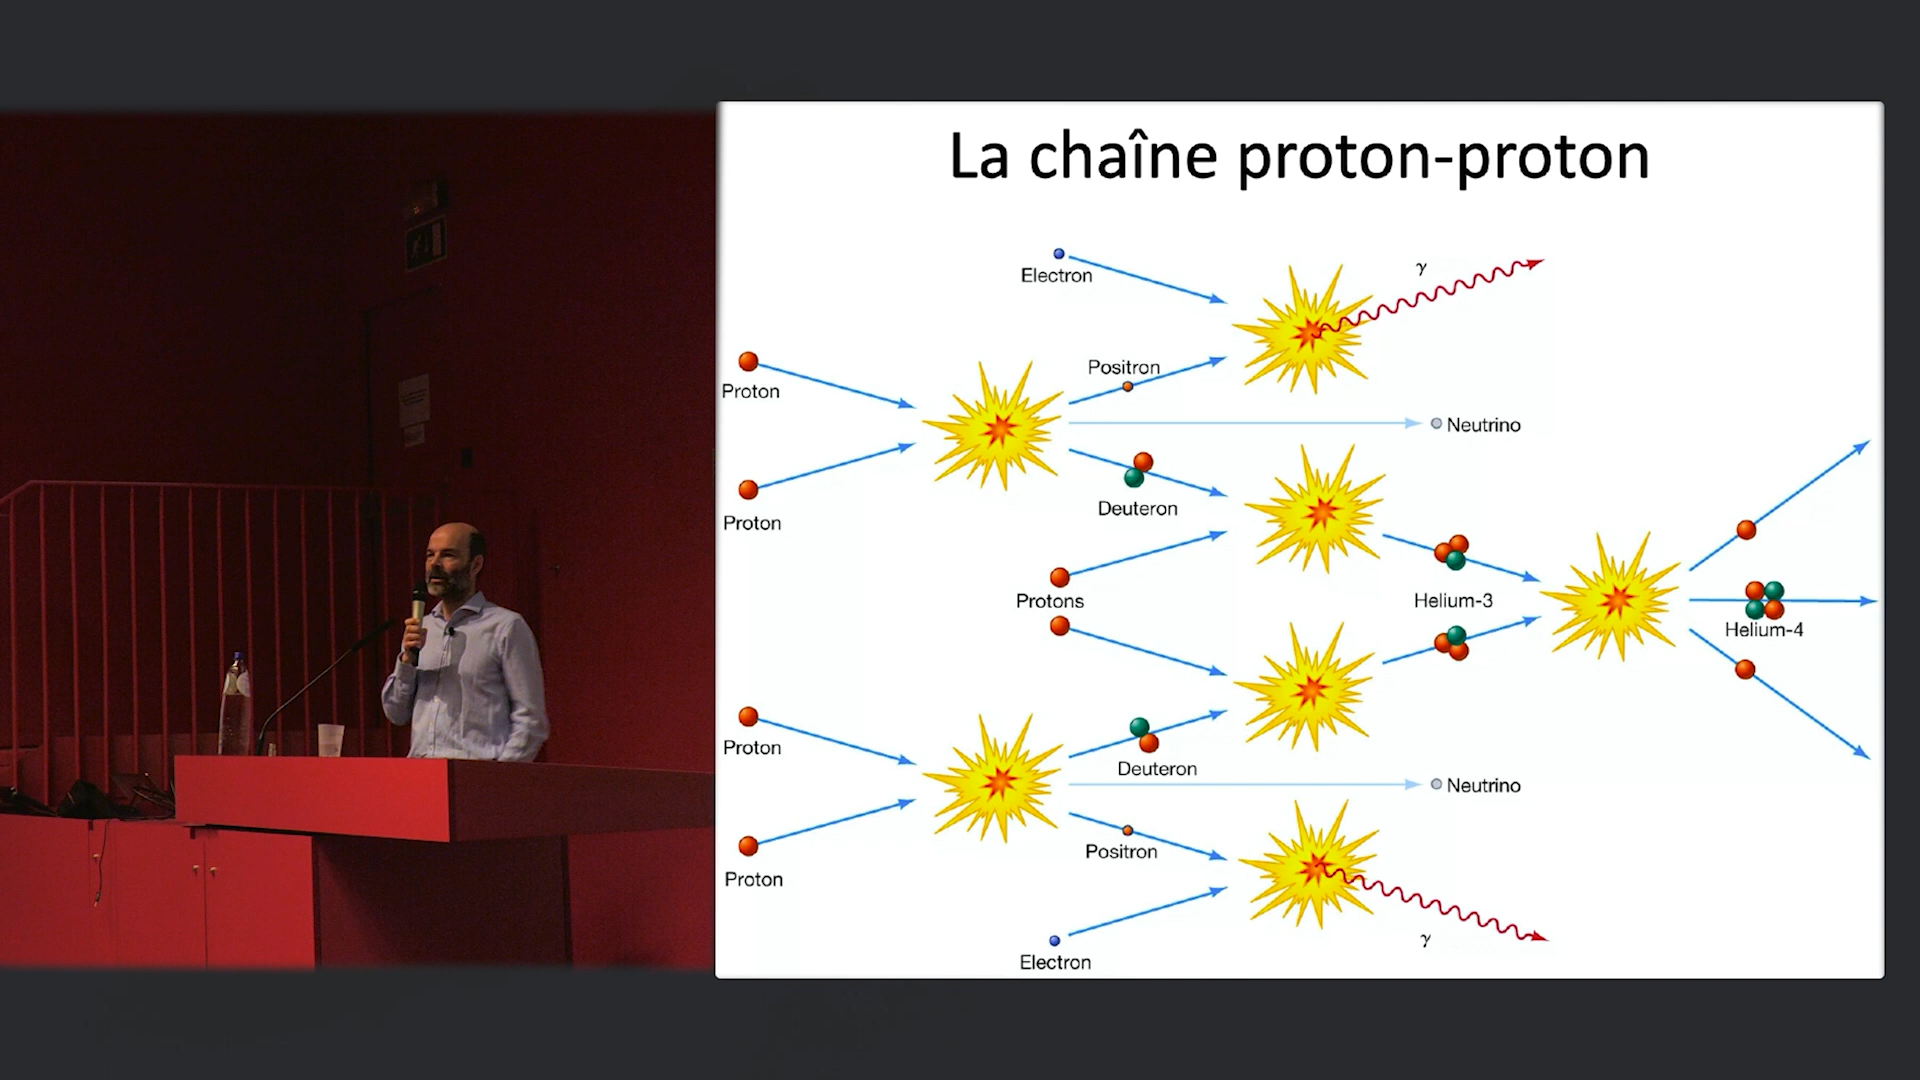 La chaîne proton-proton
Electron
γ
Positron
Proton
Neutrino
Proton
Deuteron
Protons
Helium-3
Helium-4
Proton
Deuteron
Neutrino
Positron
Proton
γ
Electron